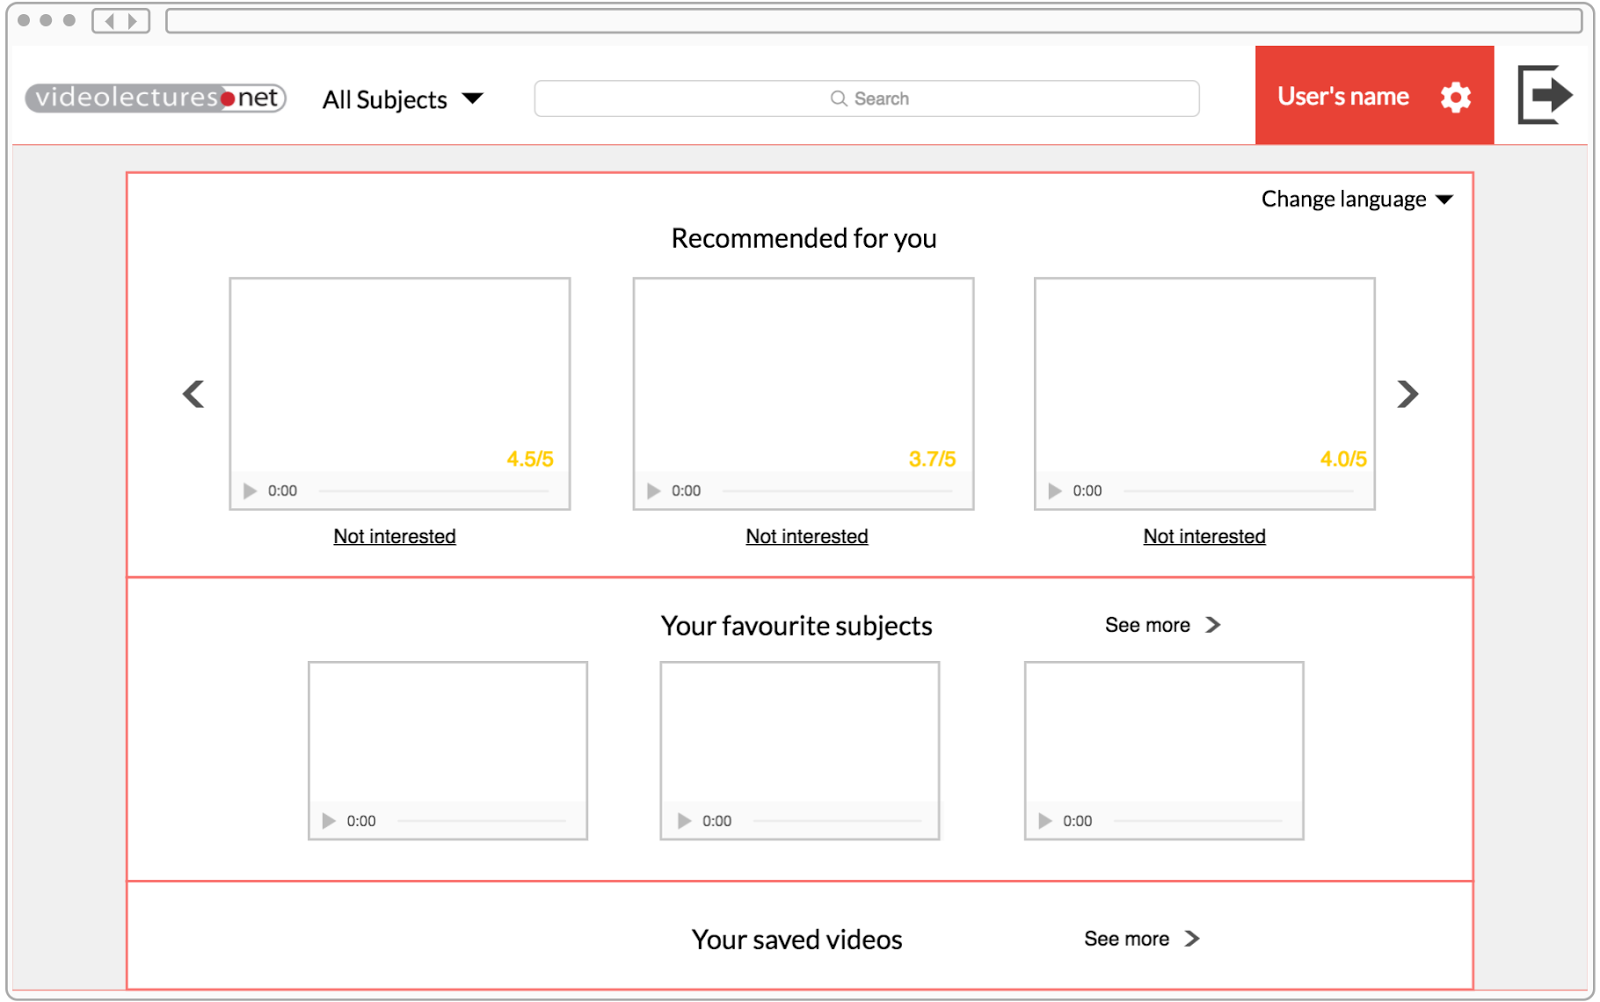 videolectures.net
All Subjects
Search
User's name
Change language
Recommended for you
4.5/5
3.7/5
4.0/5
0:00
0:00
0:00
Not interested
Not interested
Not interested
Your favourite subjects
See more
0:00
0:00
0:00
Your saved videos
See more